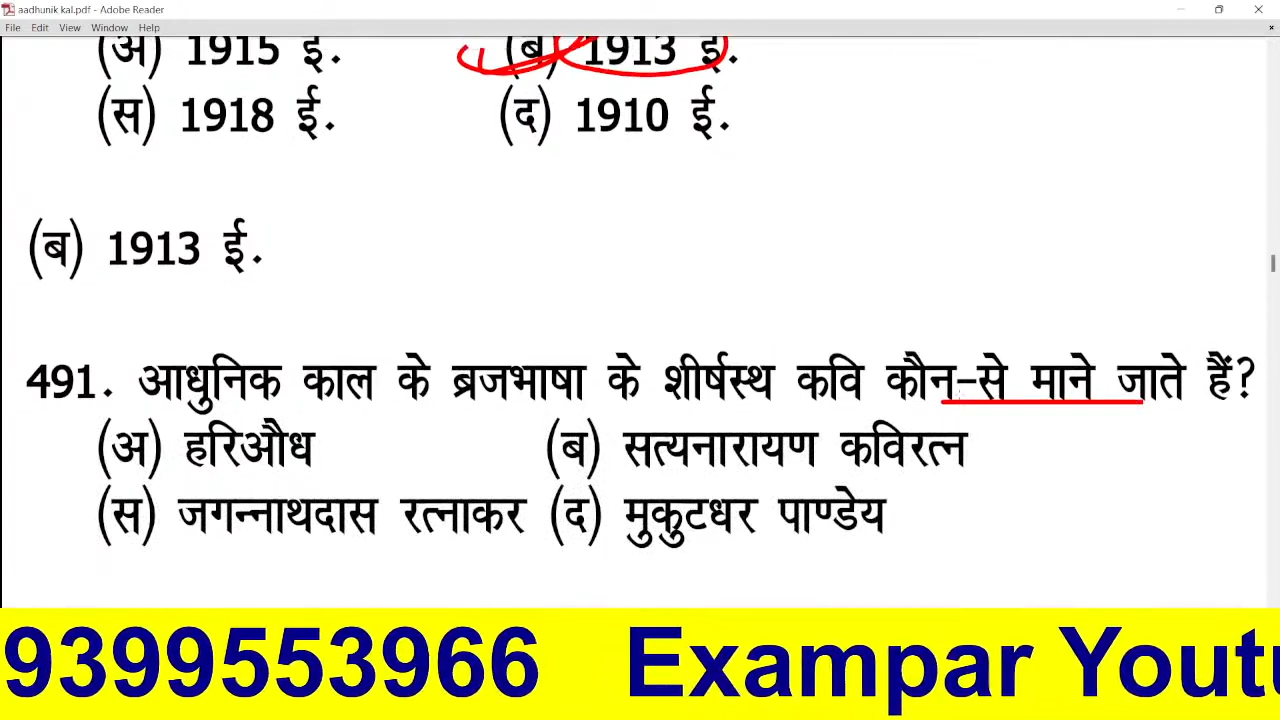 aadhunik kal.pdf - Adobe Reader
File Edit View Window Help
(अ) 1915 ई. (ब) 1913 ई.
(स) 1918 ई. (द) 1910 ई.
(ब) 1913 ई.
491. आधुनिक काल के ब्रजभाषा के शीर्षस्थ कवि कौन-से माने जाते हैं?
(अ) हरिऔध (ब) सत्यनारायण कविरत्न
(स) जगन्नाथदास रत्नाकर (द) मुकुटधर पाण्डेय
9399553966 Exampar Youtu